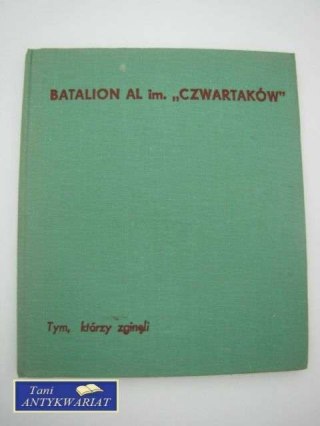 BATALION AL im. „CZWARTAKÓW"
Tym, którzy zginęli
Tani
ANTYKWARIAT